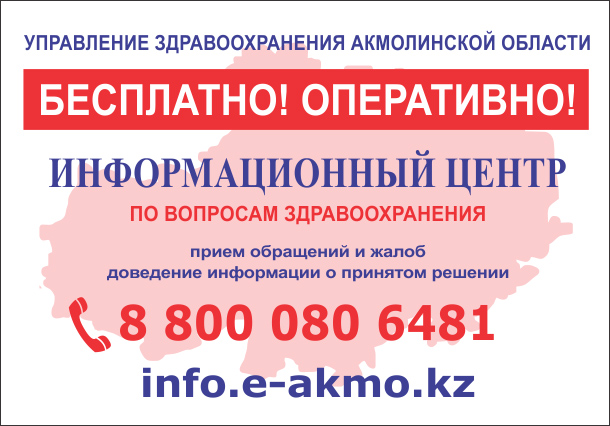 УПРАВЛЕНИЕ ЗДРАВООХРАНЕНИЯ АКМОЛИНСКОЙ ОБЛАСТИ
БЕСПЛАТНО! ОПЕРАТИВНО!
ИНФОРМАЦИОННЫЙ ЦЕНТР
ПО ВОПРОСАМ ЗДРАВООХРАНЕНИЯ
прием обращений и жалоб
доведение информации о принятом решении
8 800 080 6481
info.e-akmo.kz